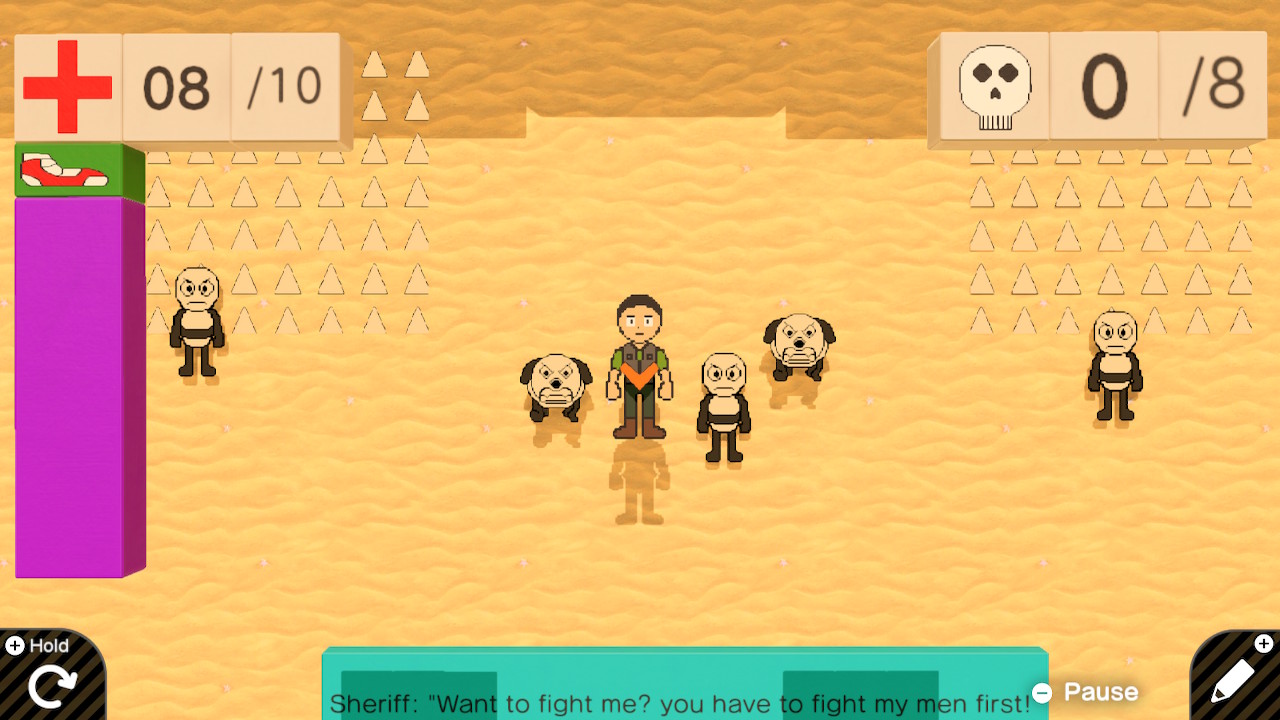 08 /10
0 /8
Hold
Sheriff: "Want to fight me? you have to fight my men first!
Pause